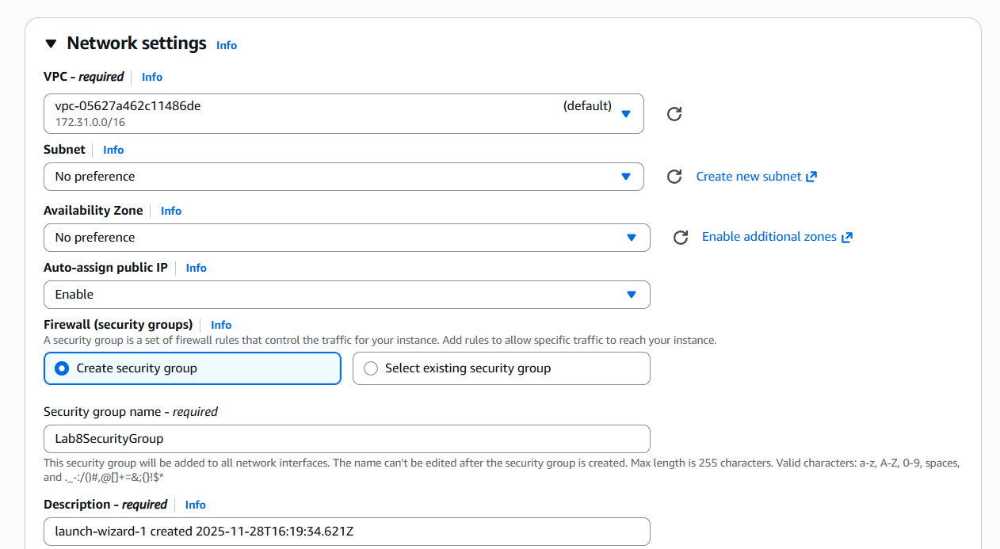 Network settings Info
VPC - required Info
vpc-05627a462c11486de (default)
172.31.0.0/16
Subnet Info
No preference
Create new subnet
Availability Zone Info
No preference
Enable additional zones
Auto-assign public IP Info
Enable
Firewall (security groups) Info
A security group is a set of firewall rules that control the traffic for your instance. Add rules to allow specific traffic to reach your instance.
Create security group
Select existing security group
Security group name - required
Lab8SecurityGroup
This security group will be added to all network interfaces. The name can't be edited after the security group is created. Max length is 255 characters. Valid characters: a-z, A-Z, 0-9, spaces,
and ._-:/()#,@[]+=&;{}!$*
Description - required Info
launch-wizard-1 created 2025-11-28T16:19:34.621Z